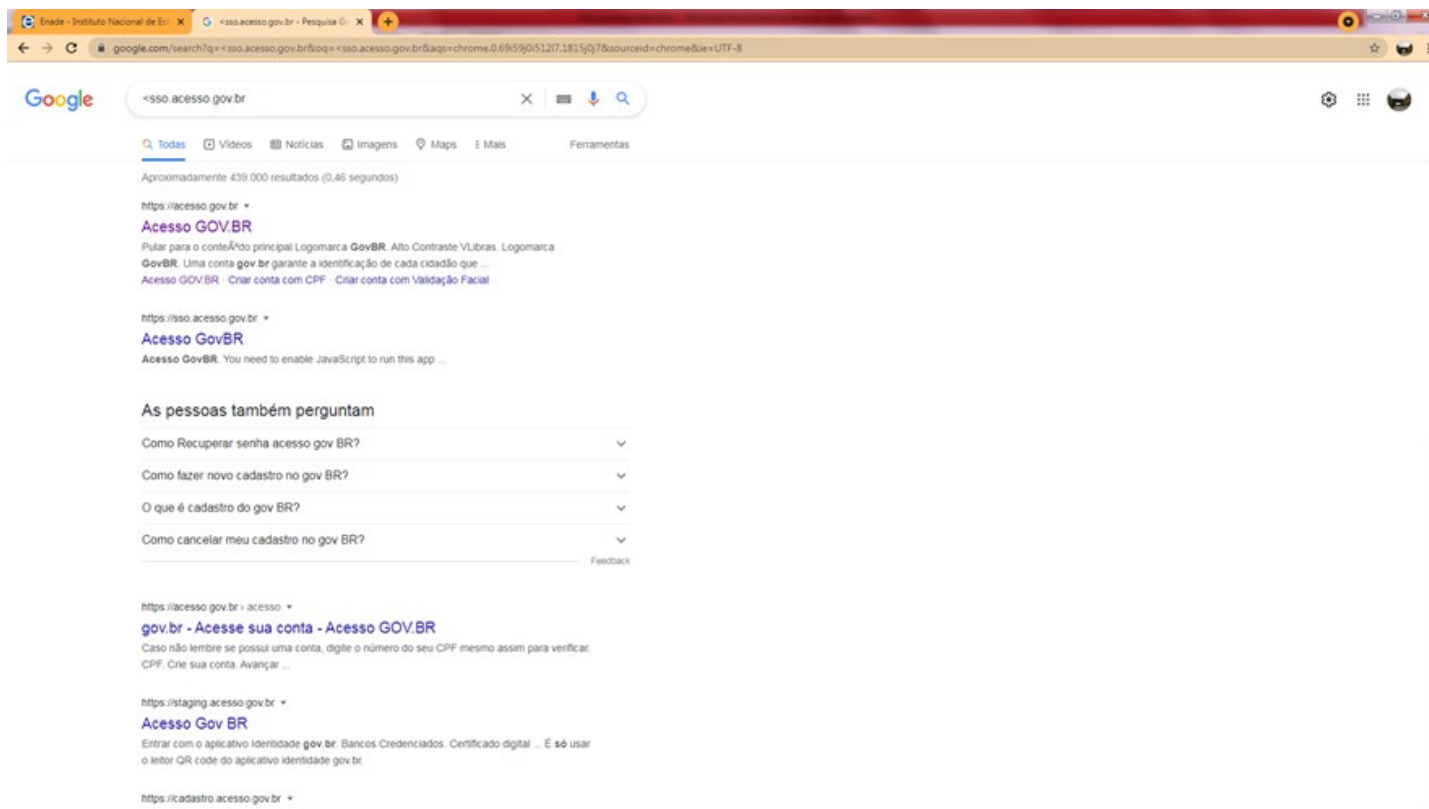 Enade - Instituto Nacional de Es
<sso.acesso.gov.br - Pesquisa G
google.com/search?q=<sso.acesso.gov.br&oq=<sso.acesso.gov.br&aqs=chrome.0.69i59j0i512l7.1815j0j7&sourceid=chrome&ie=UTF-8
Google
<sso.acesso.gov.br
Todas Vídeos Notícias Imagens Maps Mais Ferramentas
Aproximadamente 439.000 resultados (0,46 segundos)
https://acesso.gov.br
Acesso GOV.BR
Pular para o conteÃºdo principal Logomarca GovBR. Alto Contraste VLibras. Logomarca
GovBR. Uma conta gov.br garante a identificação de cada cidadão que ...
Acesso GOV.BR · Criar conta com CPF · Criar conta com Validação Facial
https://sso.acesso.gov.br
Acesso GovBR
Acesso GovBR. You need to enable JavaScript to run this app ...
As pessoas também perguntam
Como Recuperar senha acesso gov BR?
Como fazer novo cadastro no gov BR?
O que é cadastro do gov BR?
Como cancelar meu cadastro no gov BR?
Feedback
https://acesso.gov.br › acesso
gov.br - Acesse sua conta - Acesso GOV.BR
Caso não lembre se possui uma conta, digite o número do seu CPF mesmo assim para verificar.
CPF. Crie sua conta. Avançar ...
https://staging.acesso.gov.br
Acesso Gov BR
Entrar com o aplicativo Identidade gov.br. Bancos Credenciados. Certificado digital ... É só usar
o leitor QR code do aplicativo identidade gov.br.
https://cadastro.acesso.gov.br